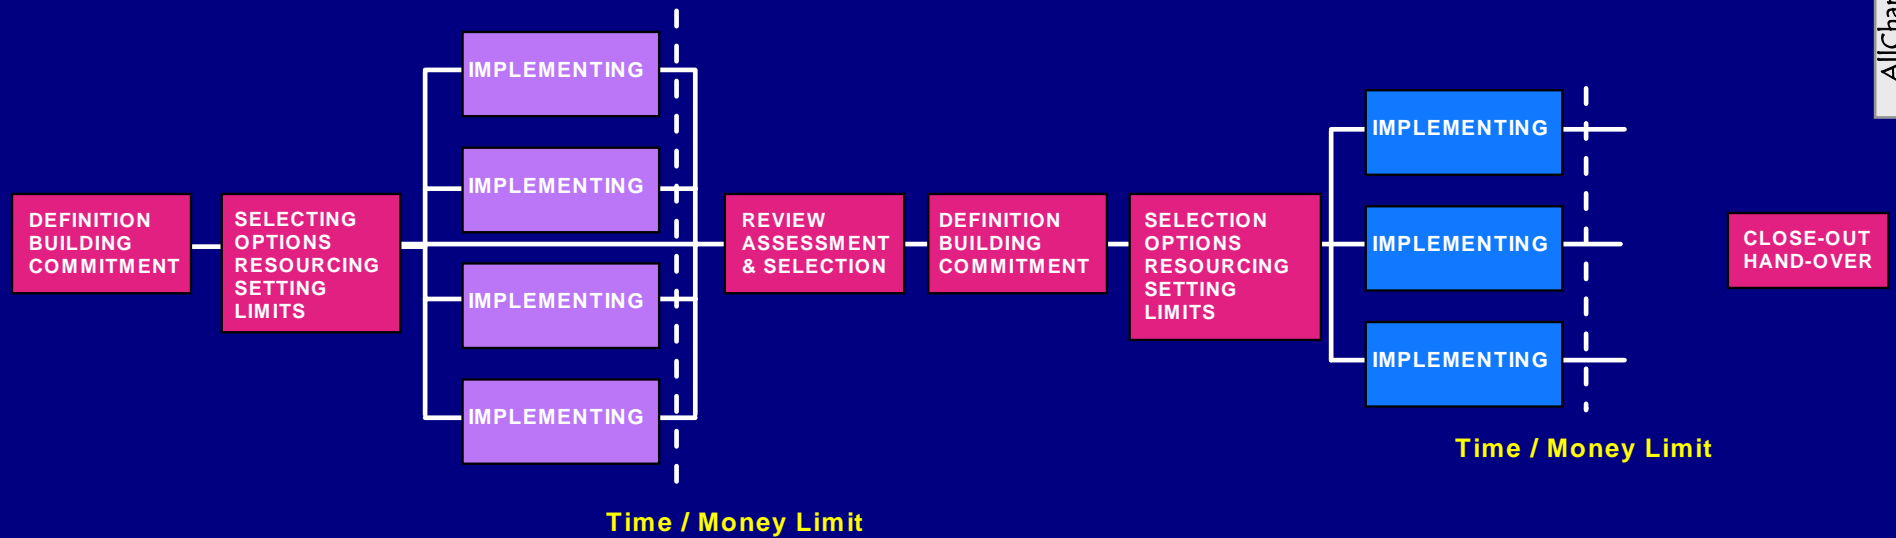 IMPLEMENTING
IMPLEMENTING
IMPLEMENTING
IMPLEMENTING
DEFINITION
BUILDING
COMMITMENT
SELECTING
OPTIONS
RESOURCING
SETTING
LIMITS
REVIEW
ASSESSMENT
& SELECTION
DEFINITION
BUILDING
COMMITMENT
SELECTION
OPTIONS
RESOURCING
SETTING
LIMITS
IMPLEMENTING
IMPLEMENTING
IMPLEMENTING
CLOSE-OUT
HAND-OVER
Time / Money Limit
Time / Money Limit